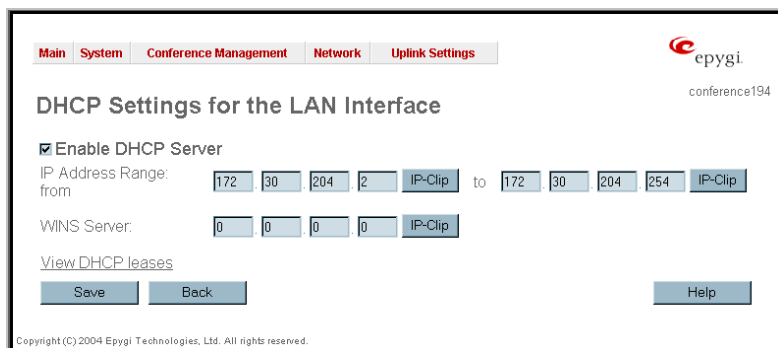 Main System Conference Management Network Uplink Settings
epygi
conference194
DHCP Settings for the LAN Interface
Enable DHCP Server
IP Address Range:
from 172 . 30 . 204 . 2 IP-Clip to 172 . 30 . 204 . 254 IP-Clip
WINS Server: 0 . 0 . 0 . 0 IP-Clip
View DHCP leases
Save Back Help
Copyright (C) 2004 Epygi Technologies, Ltd. All rights reserved.